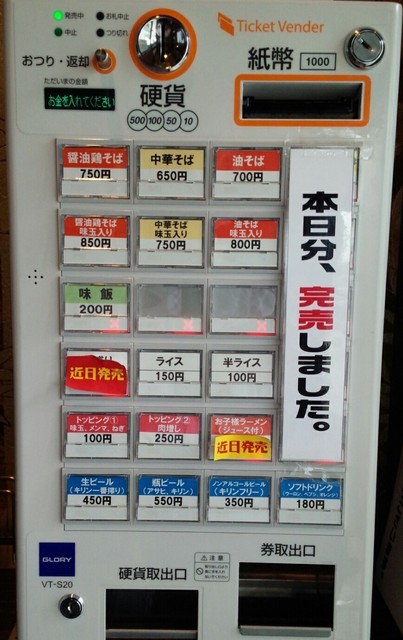 発売中
お札中止
中止
つり切れ
Ticket Vender
おつり・返却
紙幣
1000
ただいまの金額
お金を入れてください
硬貨
500 100 50 10
醤油鶏そば
750円
中華そば
650円
油そば
700円
本日分、完売しました。
醤油鶏そば
味玉入り
850円
中華そば
味玉入り
750円
油そば
味玉入り
800円
味飯
200円
近日発売
ライス
150円
半ライス
100円
トッピング①
味玉、メンマ、ねぎ
100円
トッピング②
肉増し
250円
お子様ラーメン
(ジュース付)
近日発売
生ビール
(キリン一番搾り)
450円
瓶ビール
(アサヒ、キリン)
550円
ノンアルコールビール
(キリンフリー)
350円
ソフトドリンク
(ウーロン、ペプシ、オレンジ)
180円
GLORY
VT-S20
硬貨取出口
注意
券取出口